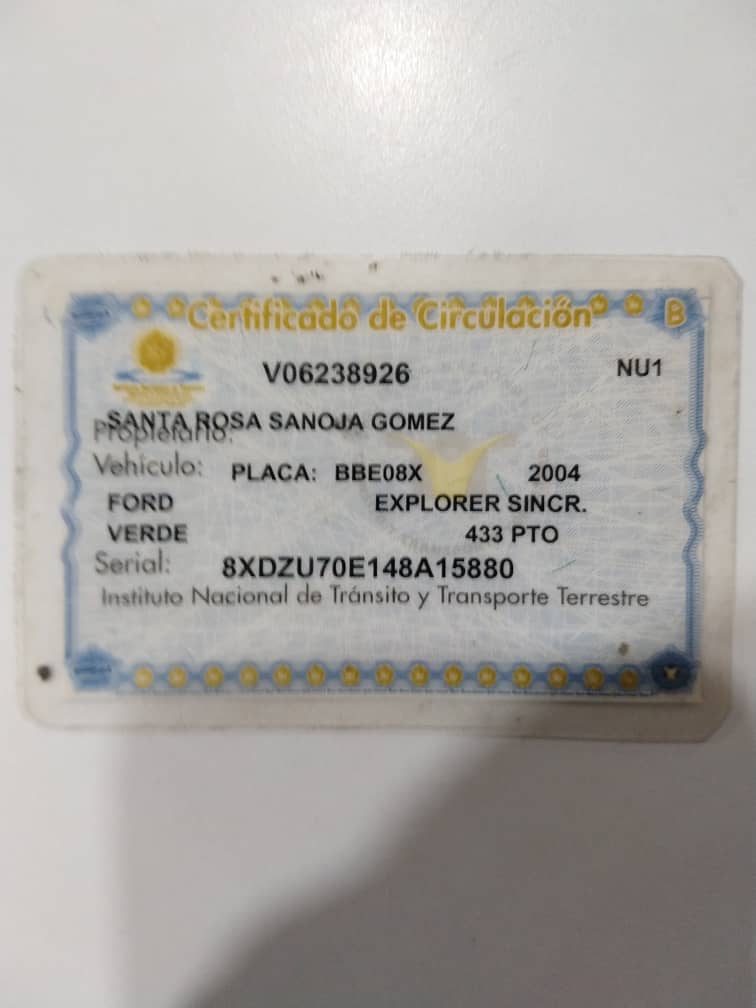 Certificado de Circulación B
V06238926 NU1
Propietario: SANTA ROSA SANOJA GOMEZ
Vehículo: PLACA: BBE08X 2004
FORD EXPLORER SINCR.
VERDE 433 PTO
Serial: 8XDZU70E148A15880
Instituto Nacional de Tránsito y Transporte Terrestre